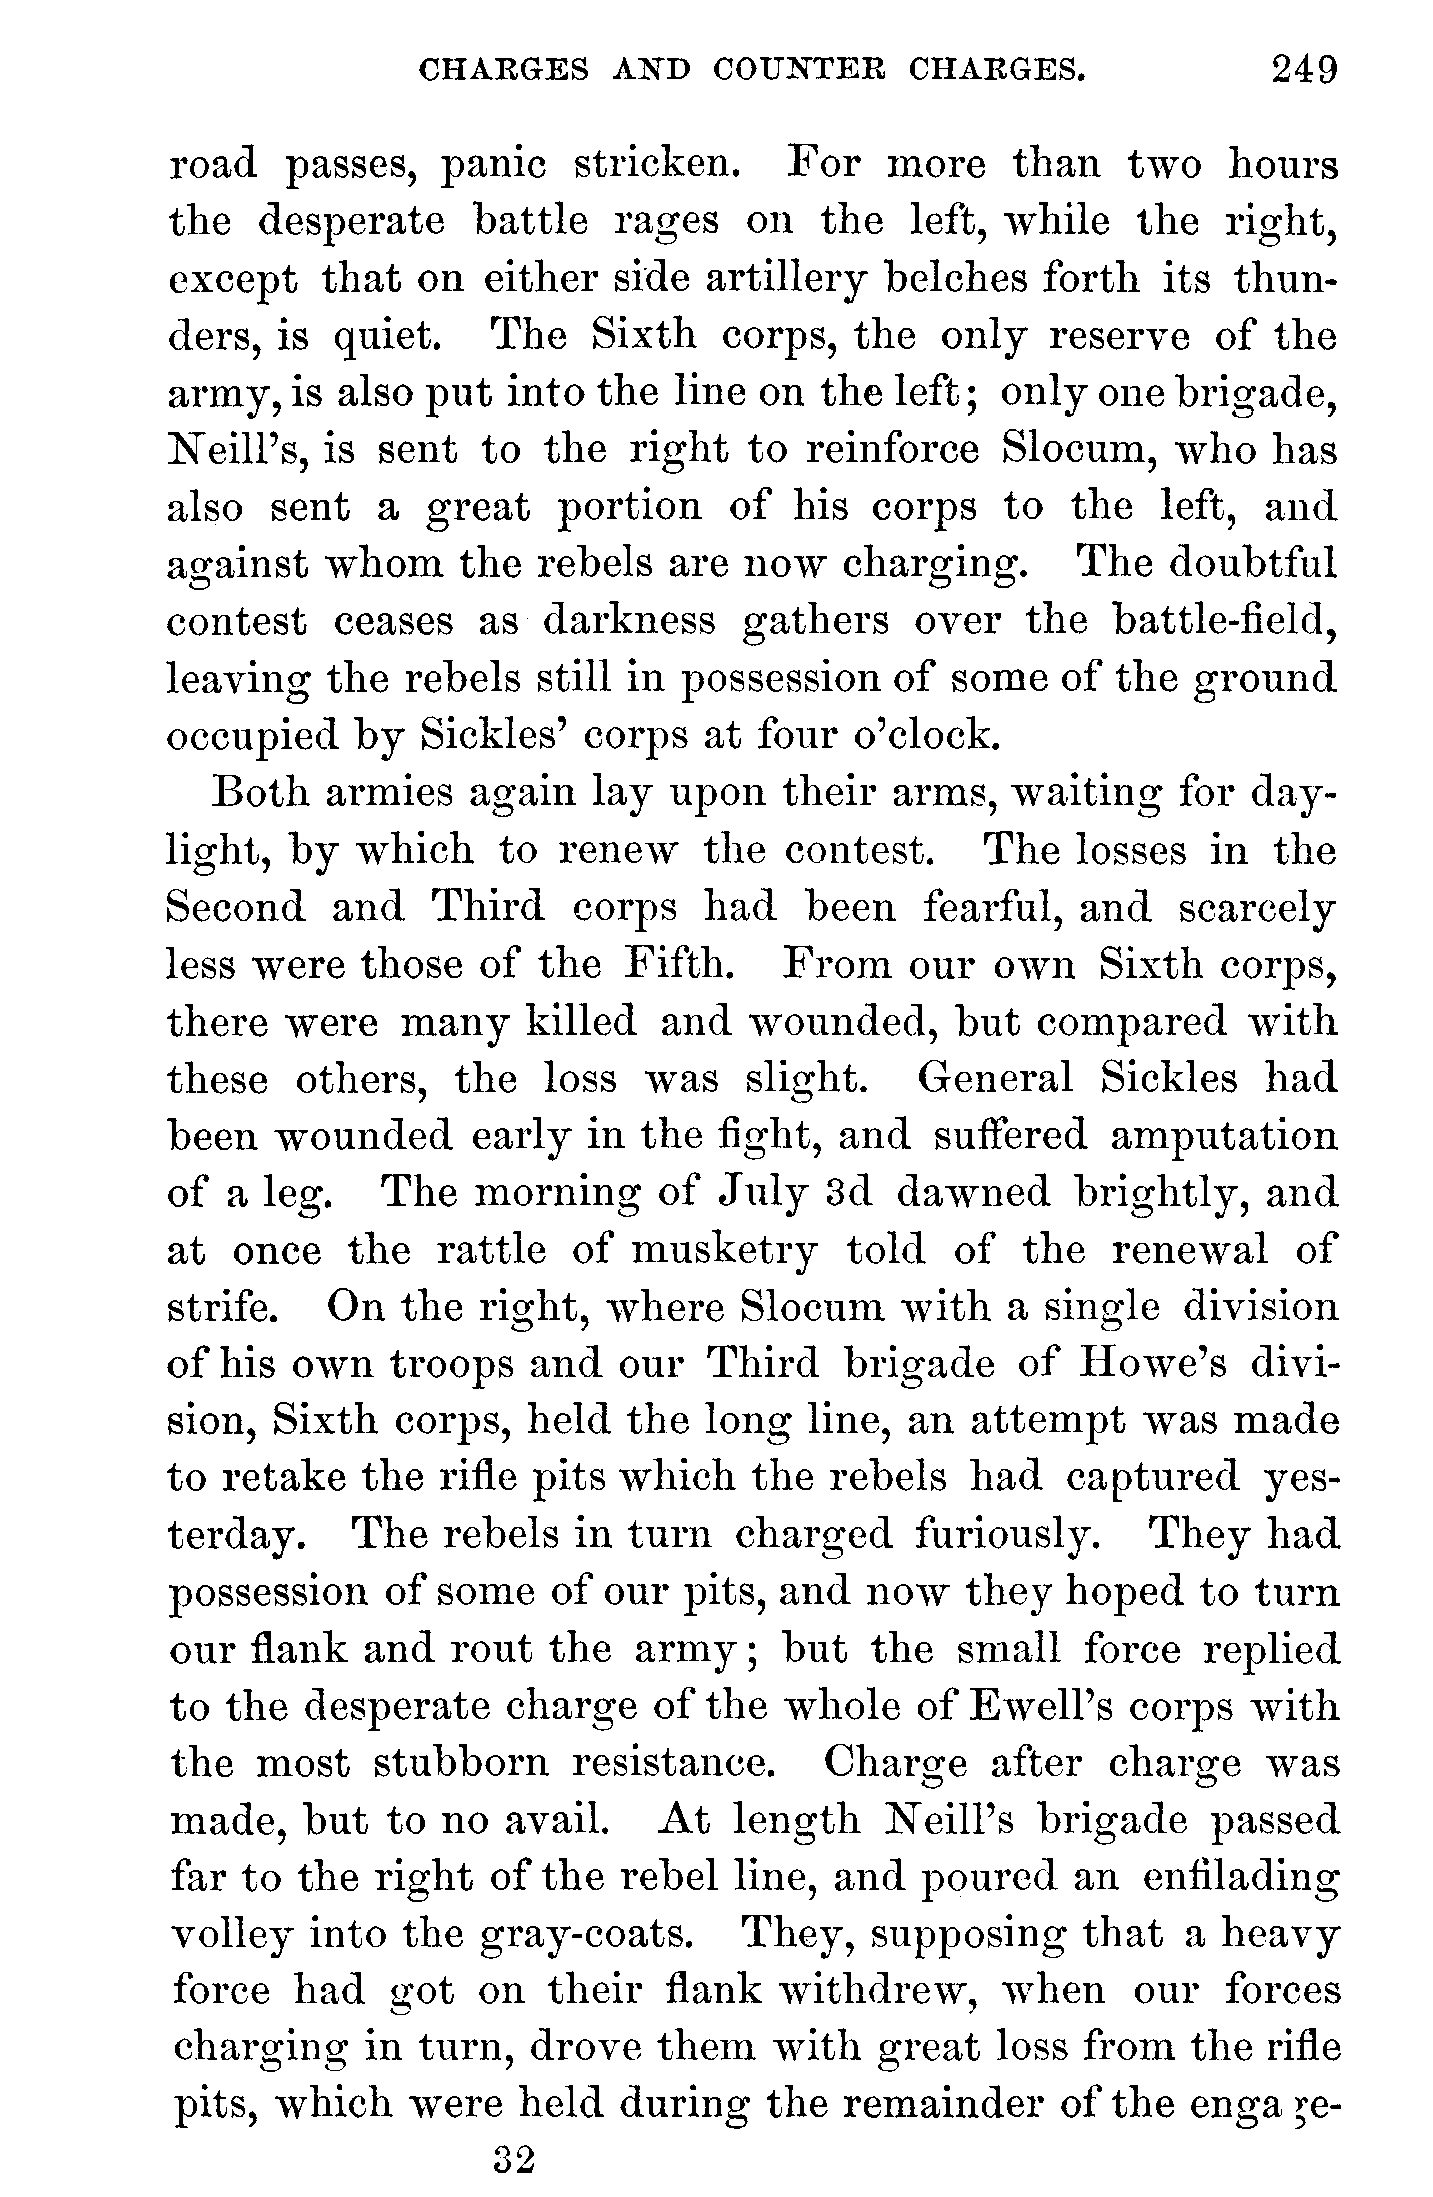 CHARGES AND COUNTER CHARGES. 249
road passes, panic stricken. For more than two hours
the desperate battle rages on the left, while the right,
except that on either side artillery belches forth its thun-
ders, is quiet. The Sixth corps, the only reserve of the
army, is also put into the line on the left; only one brigade,
Neill's, is sent to the right to reinforce Slocum, who has
also sent a great portion of his corps to the left, and
against whom the rebels are now charging. The doubtful
contest ceases as darkness gathers over the battle-field,
leaving the rebels still in possession of some of the ground
occupied by Sickles' corps at four o'clock.
Both armies again lay upon their arms, waiting for day-
light, by which to renew the contest. The losses in the
Second and Third corps had been fearful, and scarcely
less were those of the Fifth. From our own Sixth corps,
there were many killed and wounded, but compared with
these others, the loss was slight. General Sickles had
been wounded early in the fight, and suffered amputation
of a leg. The morning of July 3d dawned brightly, and
at once the rattle of musketry told of the renewal of
strife. On the right, where Slocum with a single division
of his own troops and our Third brigade of Howe's divi-
sion, Sixth corps, held the long line, an attempt was made
to retake the rifle pits which the rebels had captured yes-
terday. The rebels in turn charged furiously. They had
possession of some of our pits, and now they hoped to turn
our flank and rout the army; but the small force replied
to the desperate charge of the whole of Ewell's corps with
the most stubborn resistance. Charge after charge was
made, but to no avail. At length Neill's brigade passed
far to the right of the rebel line, and poured an enfilading
volley into the gray-coats. They, supposing that a heavy
force had got on their flank withdrew, when our forces
charging in turn, drove them with great loss from the rifle
pits, which were held during the remainder of the engage-
32